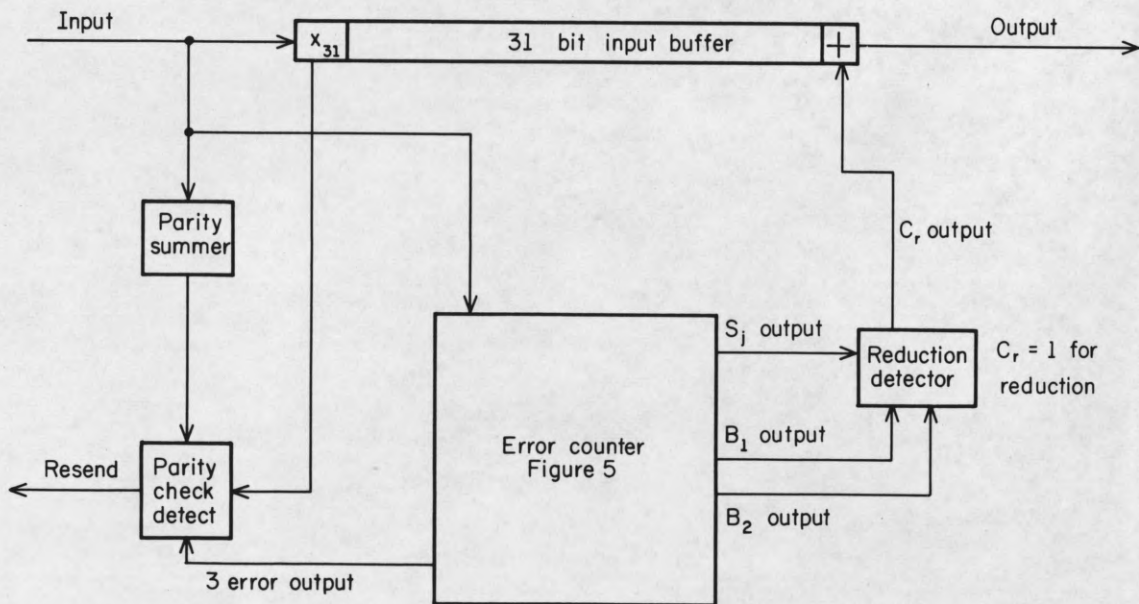 Input
x31
31 bit input buffer
+
Output
Parity
summer
Cr output
Sj output
Reduction
detector
Cr = 1 for
reduction
Error counter
Figure 5
B1 output
B2 output
Resend
Parity
check
detect
3 error output